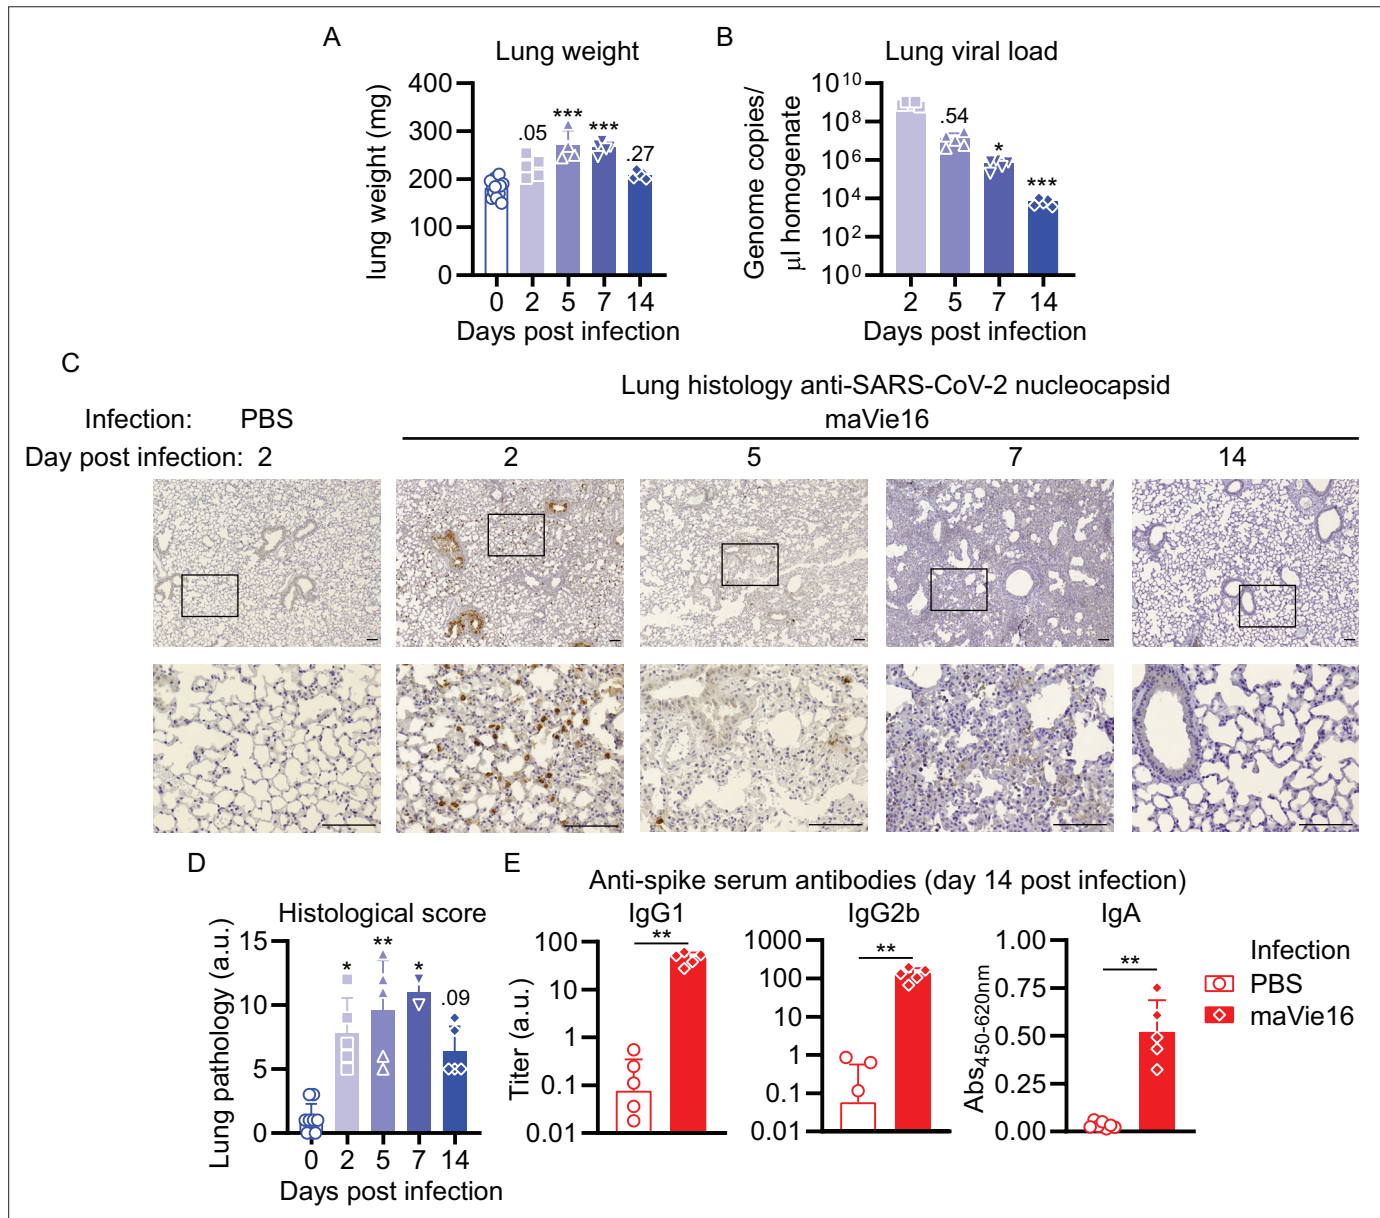 A
Lung weight
lung weight (mg)
400
300
200
100
0
.05
***
***
.27
0 2 5 7 14
Days post infection
B
Lung viral load
Genome copies/
μl homogenate
10^10
10^8
10^6
10^4
10^2
10^0
.54
*
***
2 5 7 14
Days post infection
C
Lung histology anti-SARS-CoV-2 nucleocapsid
Infection: PBS maVie16
Day post infection: 2 2 5 7 14
D
Histological score
Lung pathology (a.u.)
15
10
5
0
*
**
*
.09
0 2 5 7 14
Days post infection
E
Anti-spike serum antibodies (day 14 post infection)
IgG1
Titer (a.u.)
100
10
1
0.1
0.01
**
IgG2b
1000
100
10
1
0.1
0.01
**
IgA
Abs450-620nm
1.00
0.75
0.50
0.25
0.00
**
Infection
PBS
maVie16